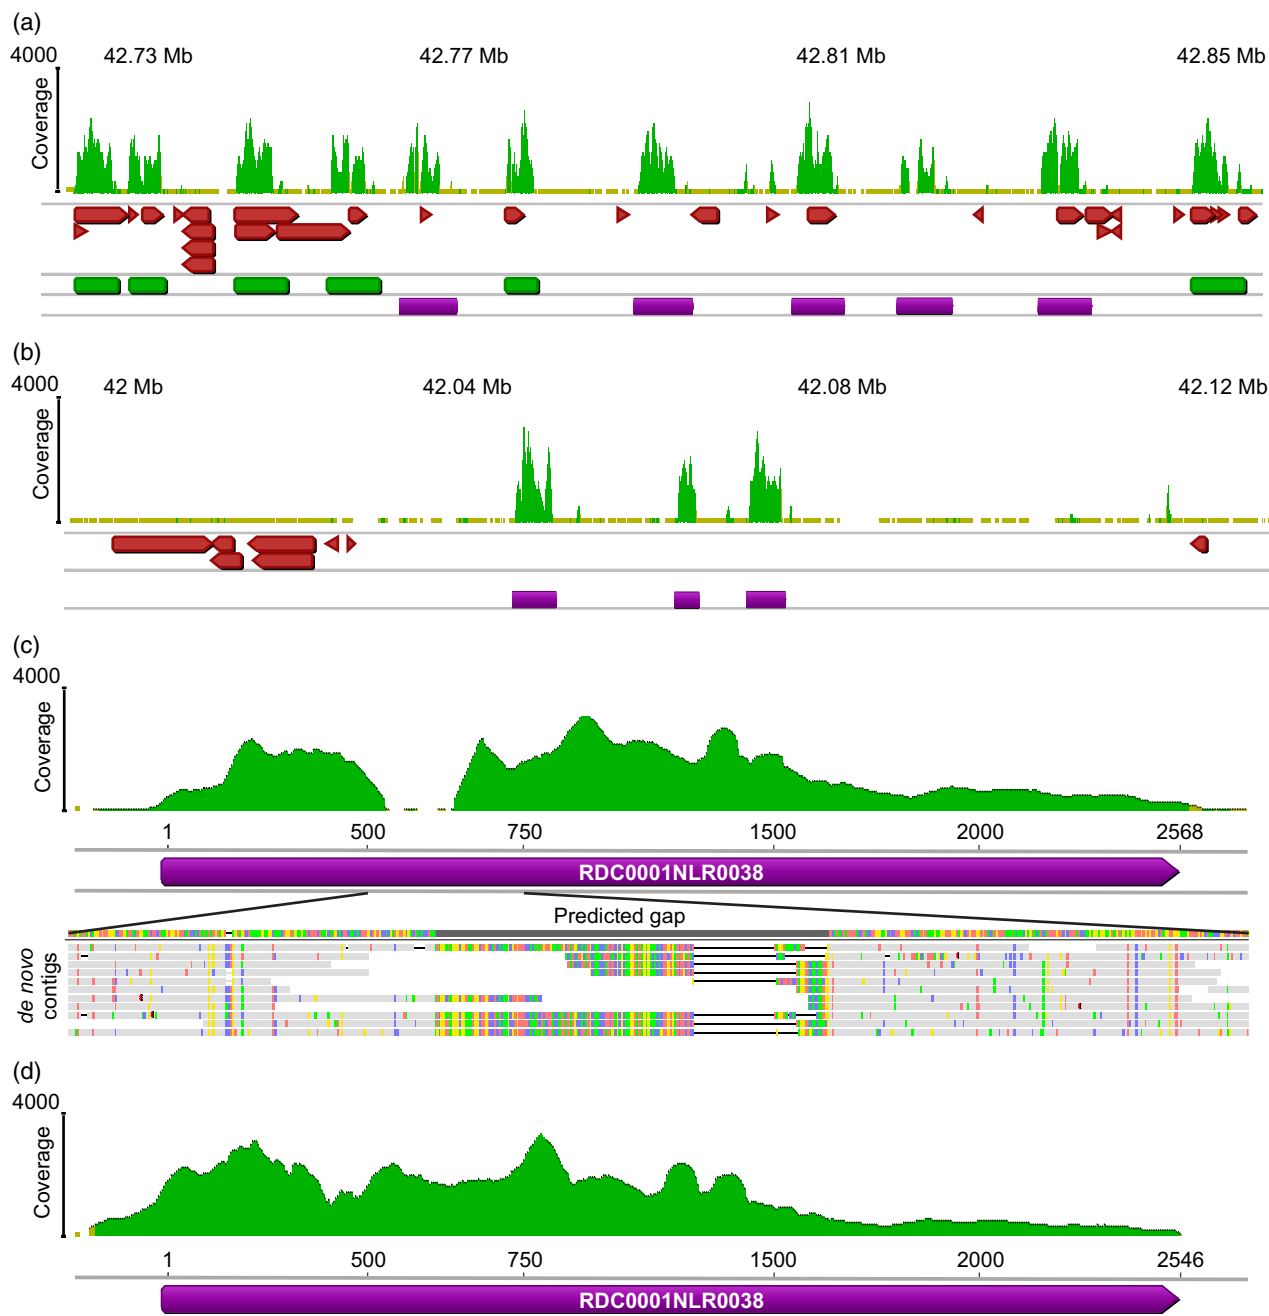 (a)
4000 42.73 Mb 42.77 Mb 42.81 Mb 42.85 Mb
Coverage
(b)
4000 42 Mb 42.04 Mb 42.08 Mb 42.12 Mb
Coverage
(c)
4000
Coverage
1 500 750 1500 2000 2568
RDC0001NLR0038
Predicted gap
de novo
contigs
(d)
4000
Coverage
1 500 750 1500 2000 2546
RDC0001NLR0038